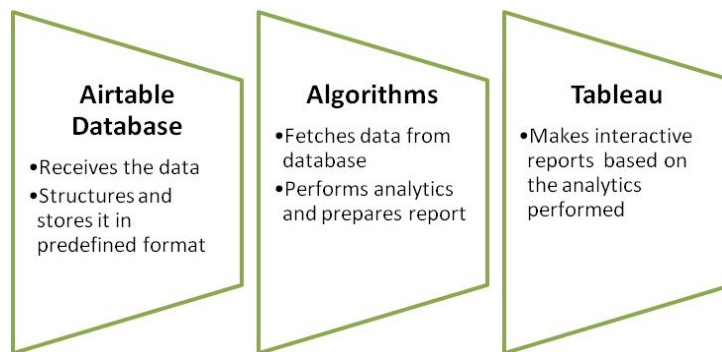 Airtable
Database
•Receives the data
•Structures and
stores it in
predefined format
Algorithms
•Fetches data from
database
•Performs analytics
and prepares report
Tableau
•Makes interactive
reports based on
the analytics
performed